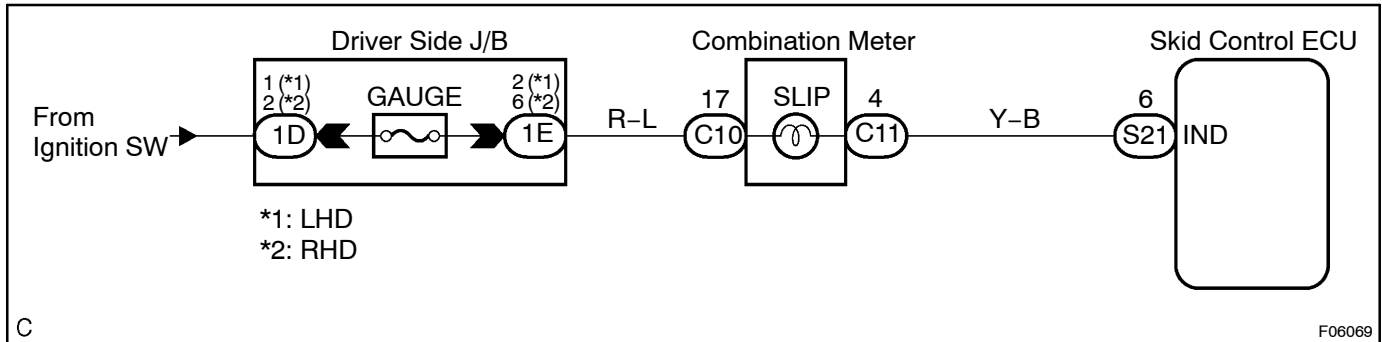 Driver Side J/B
Combination Meter
Skid Control ECU
From
Ignition SW
1 (*1)
2 (*2)
1D
GAUGE
2 (*1)
6 (*2)
1E
R–L
17
C10
SLIP
4
C11
Y–B
6
S21
IND
*1: LHD
*2: RHD
C
F06069